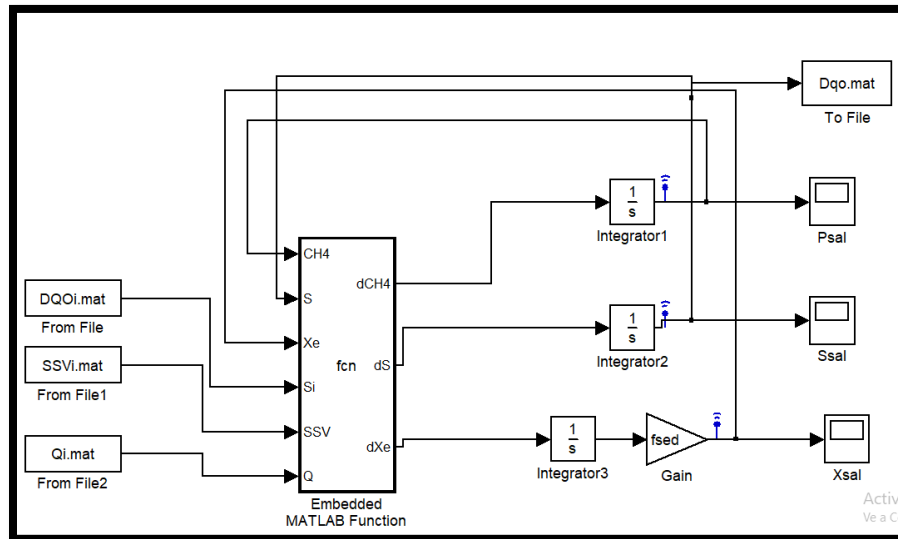 Dqo.mat
To File
1
s
Integrator1
Psal
CH4
dCH4
DQOi.mat
From File
S
1
s
Integrator2
Ssal
Xe
fcn
dS
SSVi.mat
From File1
Si
SSV
dXe
1
s
Integrator3
fsed
Gain
Xsal
Qi.mat
From File2
Q
Embedded
MATLAB Function
Activ
Ve a C